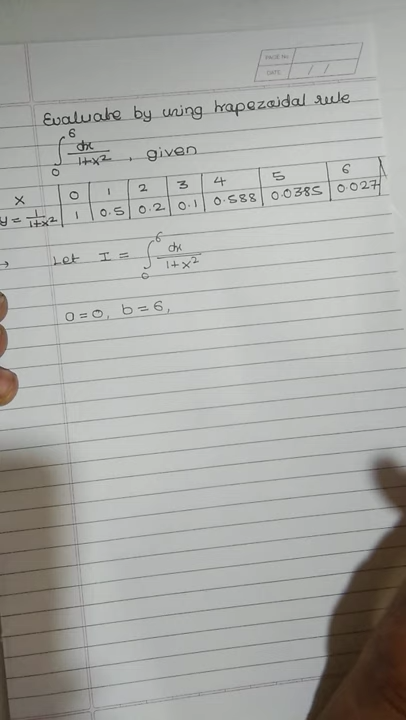 PAGE No.
DATE / /
Evaluate by using trapezoidal rule
∫₀⁶ dx/1+x² , given
x 0 1 2 3 4 5 6
y = 1/1+x² 1 0.5 0.2 0.1 0.588 0.0385 0.027
→ Let I = ∫₀⁶ dx/1+x²
a=0, b=6,